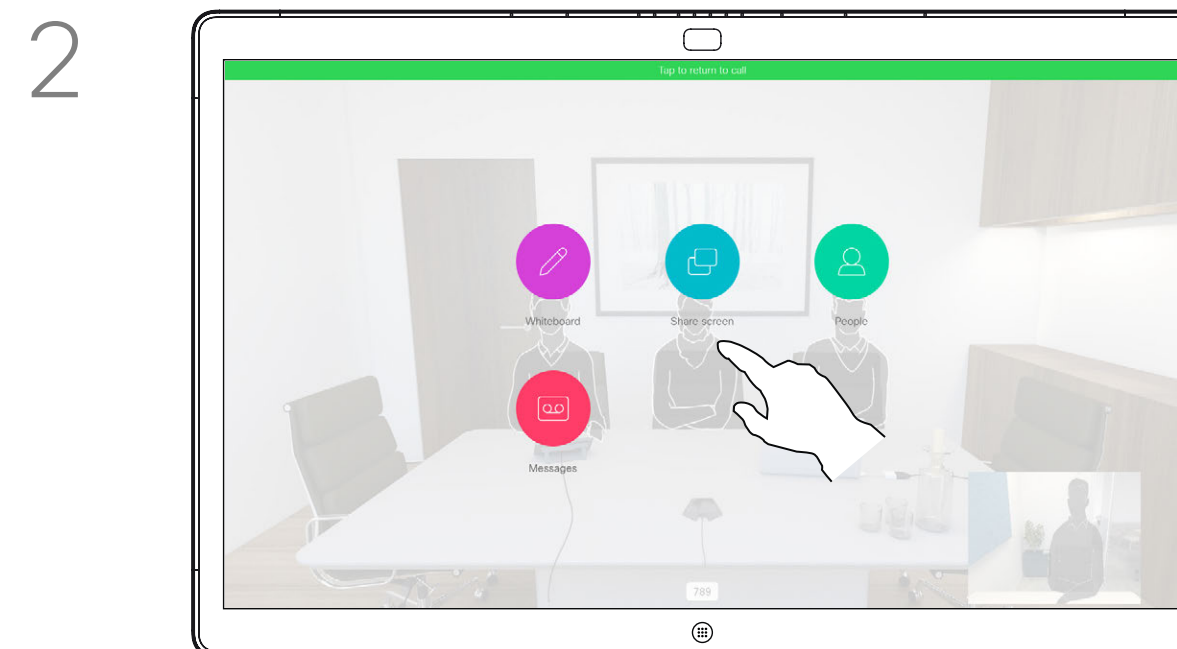 2
Tap to return to call
Whiteboard
Share screen
People
Messages
789